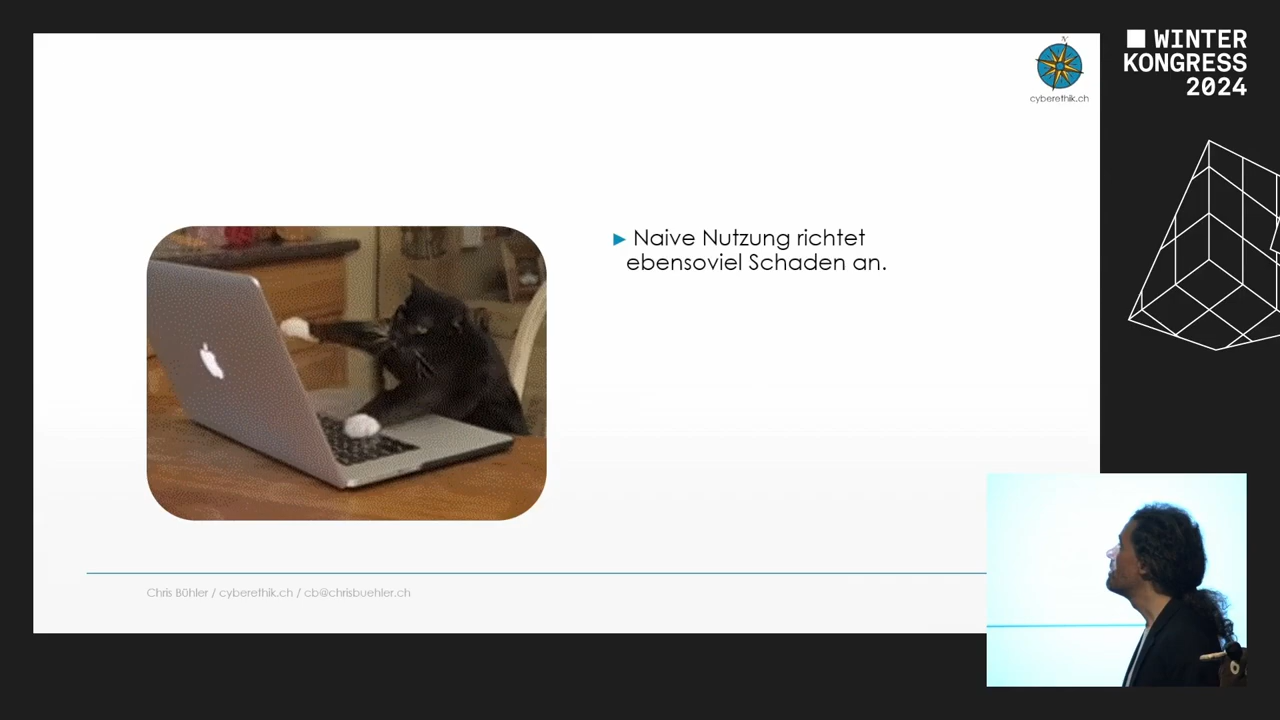 WINTER
KONGRESS
2024
N
cyberethik.ch
► Naive Nutzung richtet
ebensoviel Schaden an.
Chris Bühler / cyberethik.ch / cb@chrisbuehler.ch